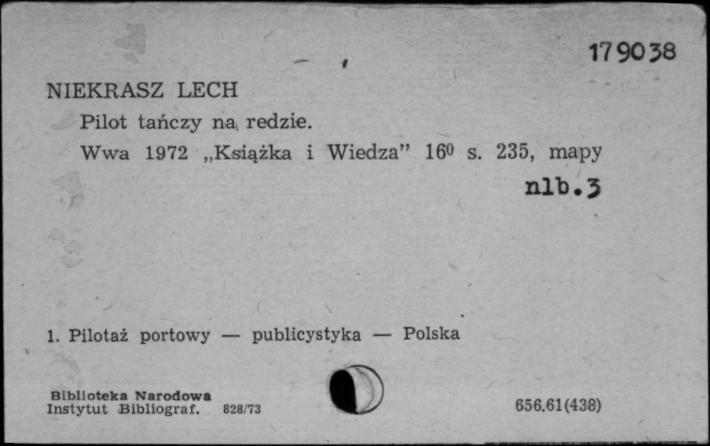 179038
NIEKRASZ LECH
Pilot tańczy na redzie.
Wwa 1972 „Książka i Wiedza” 16⁰ s. 235, mapy
nlb.3
1. Pilotaż portowy — publicystyka — Polska
Biblioteka Narodowa
Instytut Bibliograf. 828/73
656.61(438)